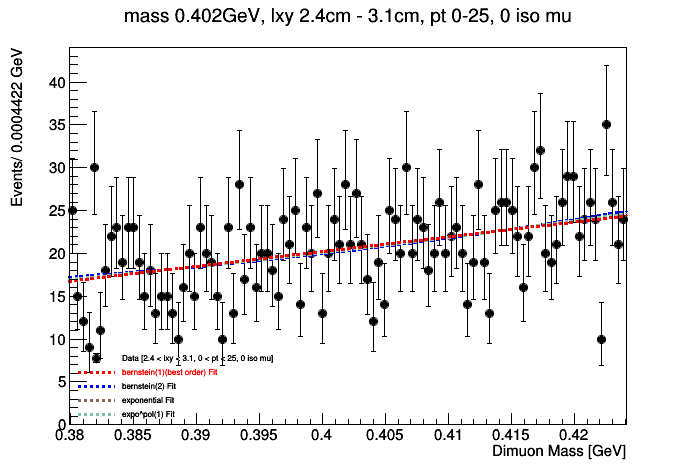 mass 0.402GeV, lxy 2.4cm - 3.1cm, pt 0-25, 0 iso mu
Events/ 0.0004422 GeV
40
35
30
25
20
15
10
5
0
Data [2.4 < lxy < 3.1, 0 < pt < 25, 0 iso mu]
bernstein(1)(best order) Fit
bernstein(2) Fit
exponential Fit
expo*pol(1) Fit
0.38 0.385 0.39 0.395 0.4 0.405 0.41 0.415 0.42
Dimuon Mass [GeV]